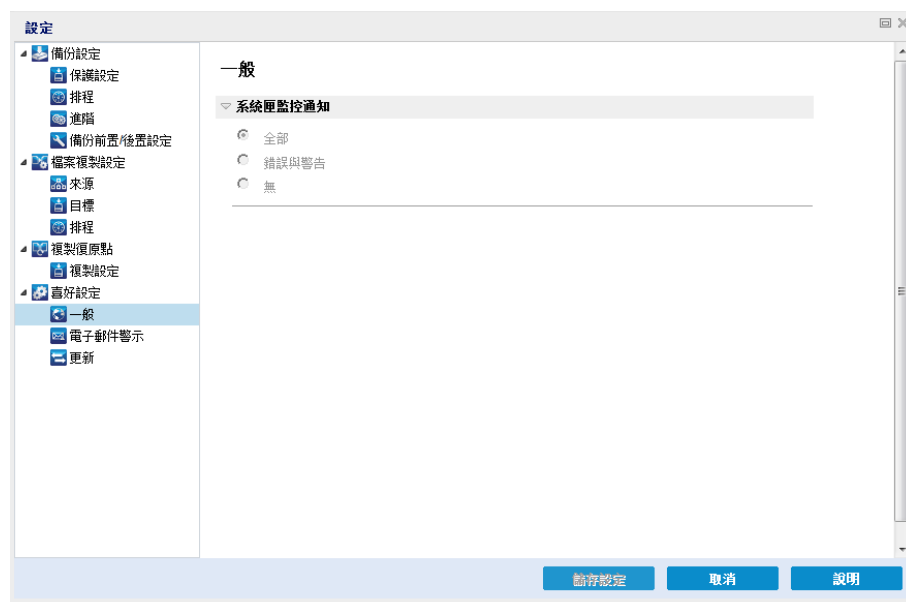 設定
備份設定
保護設定
排程
進階
備份前置/後置設定
檔案複製設定
來源
目標
排程
複製復原點
複製設定
喜好設定
一般
電子郵件警示
更新
一般
系統匣監控通知
全部
錯誤與警告
無
儲存設定
取消
說明